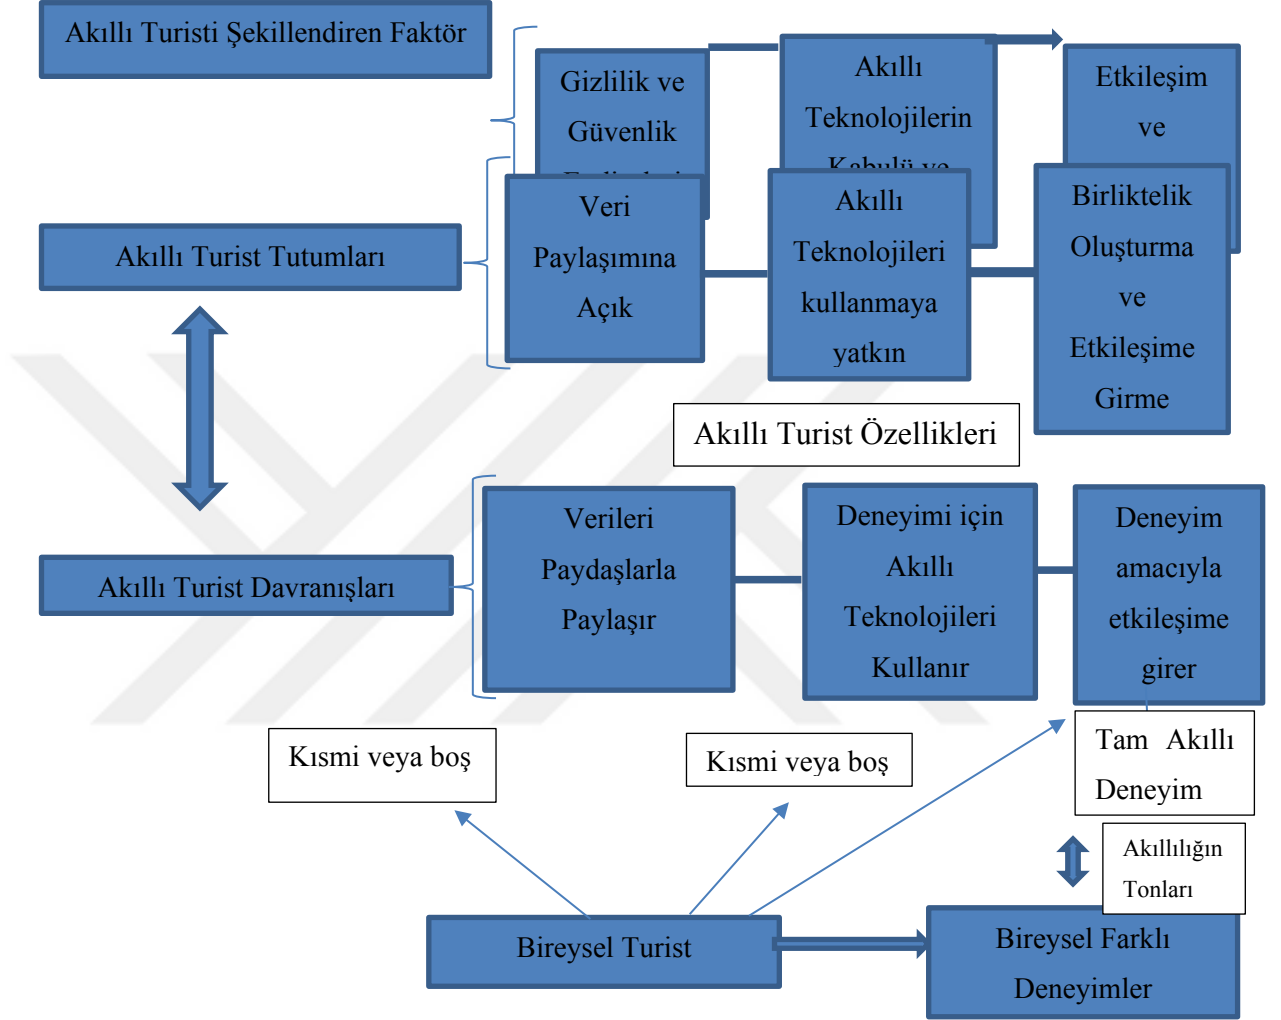 Akıllı Turisti Şekillendiren Faktör
Gizlilik ve
Güvenlik
Akıllı
Teknolojilerin
Kabulü ve
Etkileşim
ve
Akıllı Turist Tutumları
Veri
Paylaşımına
Açık
Akıllı
Teknolojileri
kullanmaya
yatkın
Birliktelik
Oluşturma
ve
Etkileşime
Girme
Akıllı Turist Özellikleri
Akıllı Turist Davranışları
Verileri
Paydaşlarla
Paylaşır
Deneyimi için
Akıllı
Teknolojileri
Kullanır
Deneyim
amacıyla
etkileşime
girer
Kısmi veya boş
Kısmi veya boş
Tam Akıllı
Deneyim
Akıllılığın
Tonları
Bireysel Turist
Bireysel Farklı
Deneyimler